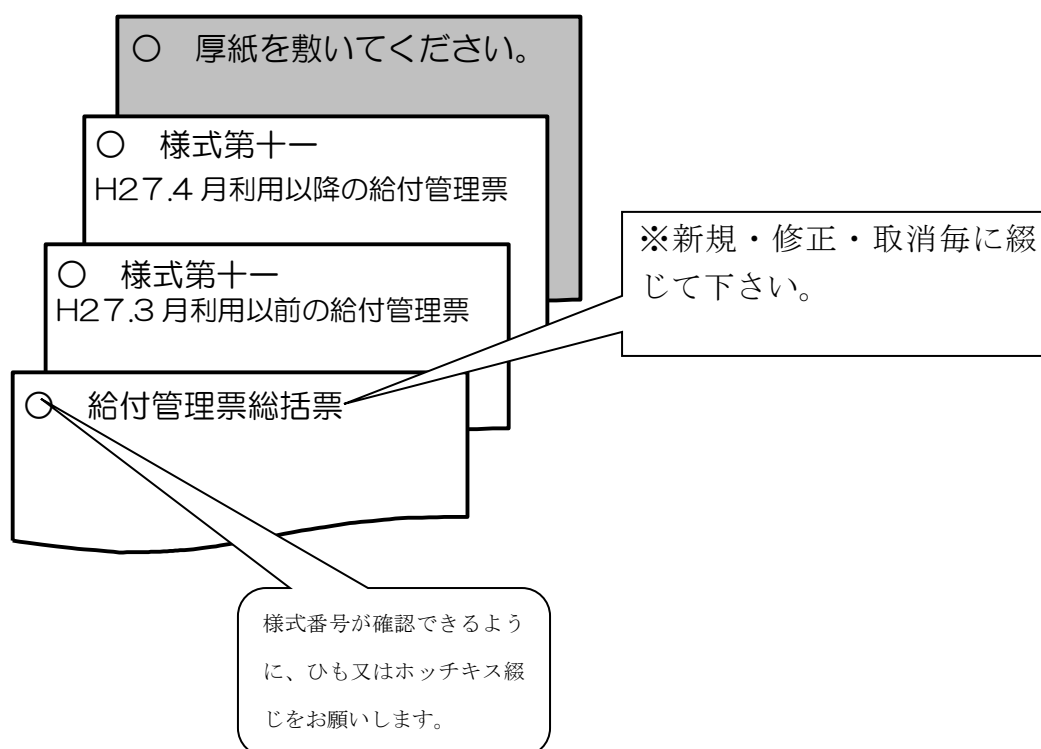 ○　厚紙を敷いてください。
○　様式第十一
H27.4月利用以降の給付管理票
○　様式第十一
H27.3月利用以前の給付管理票
○　給付管理票総括票
※新規・修正・取消毎に綴
じて下さい。
様式番号が確認できるよう
に、ひも又はホッチキス綴
じをお願いします。